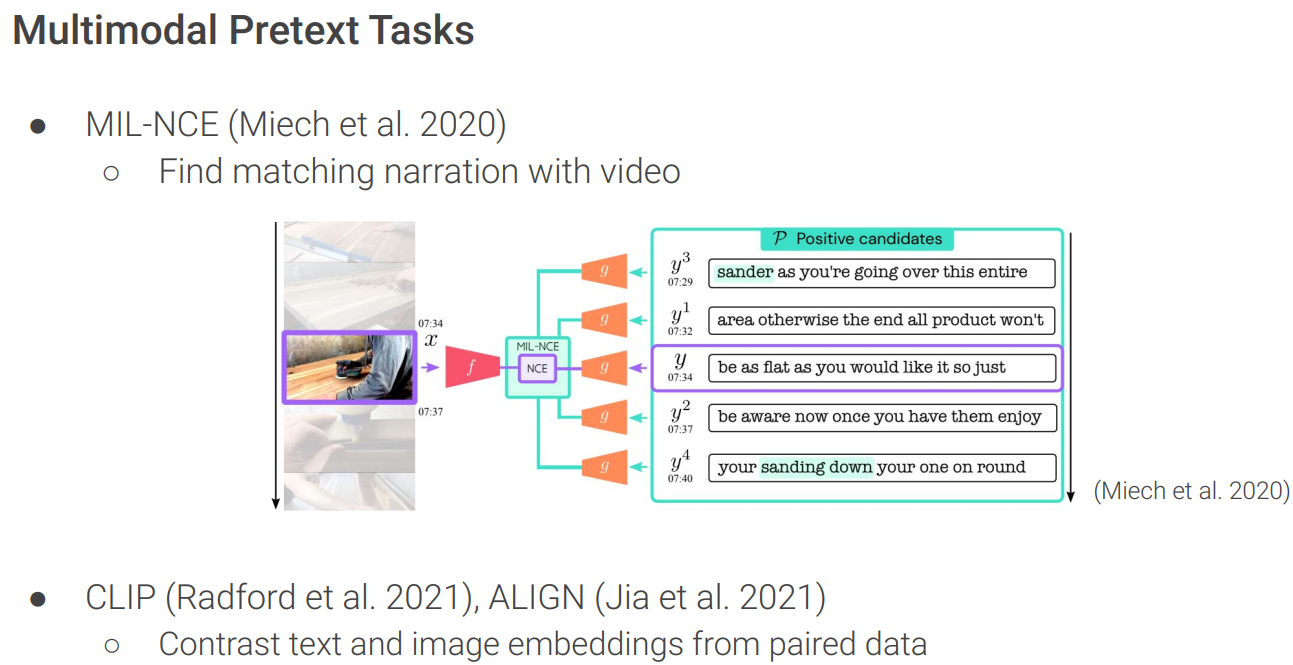 Multimodal Pretext Tasks
● MIL-NCE (Miech et al. 2020)
○ Find matching narration with video
𝒫 Positive candidates
y³ 07:29 sander as you're going over this entire
y¹ 07:32 area otherwise the end all product won't
07:34
x
f
MIL-NCE
NCE
g
g
g
g
g
y 07:34 be as flat as you would like it so just
07:37
y² 07:37 be aware now once you have them enjoy
y⁴ 07:40 your sanding down your one on round
(Miech et al. 2020)
● CLIP (Radford et al. 2021), ALIGN (Jia et al. 2021)
○ Contrast text and image embeddings from paired data